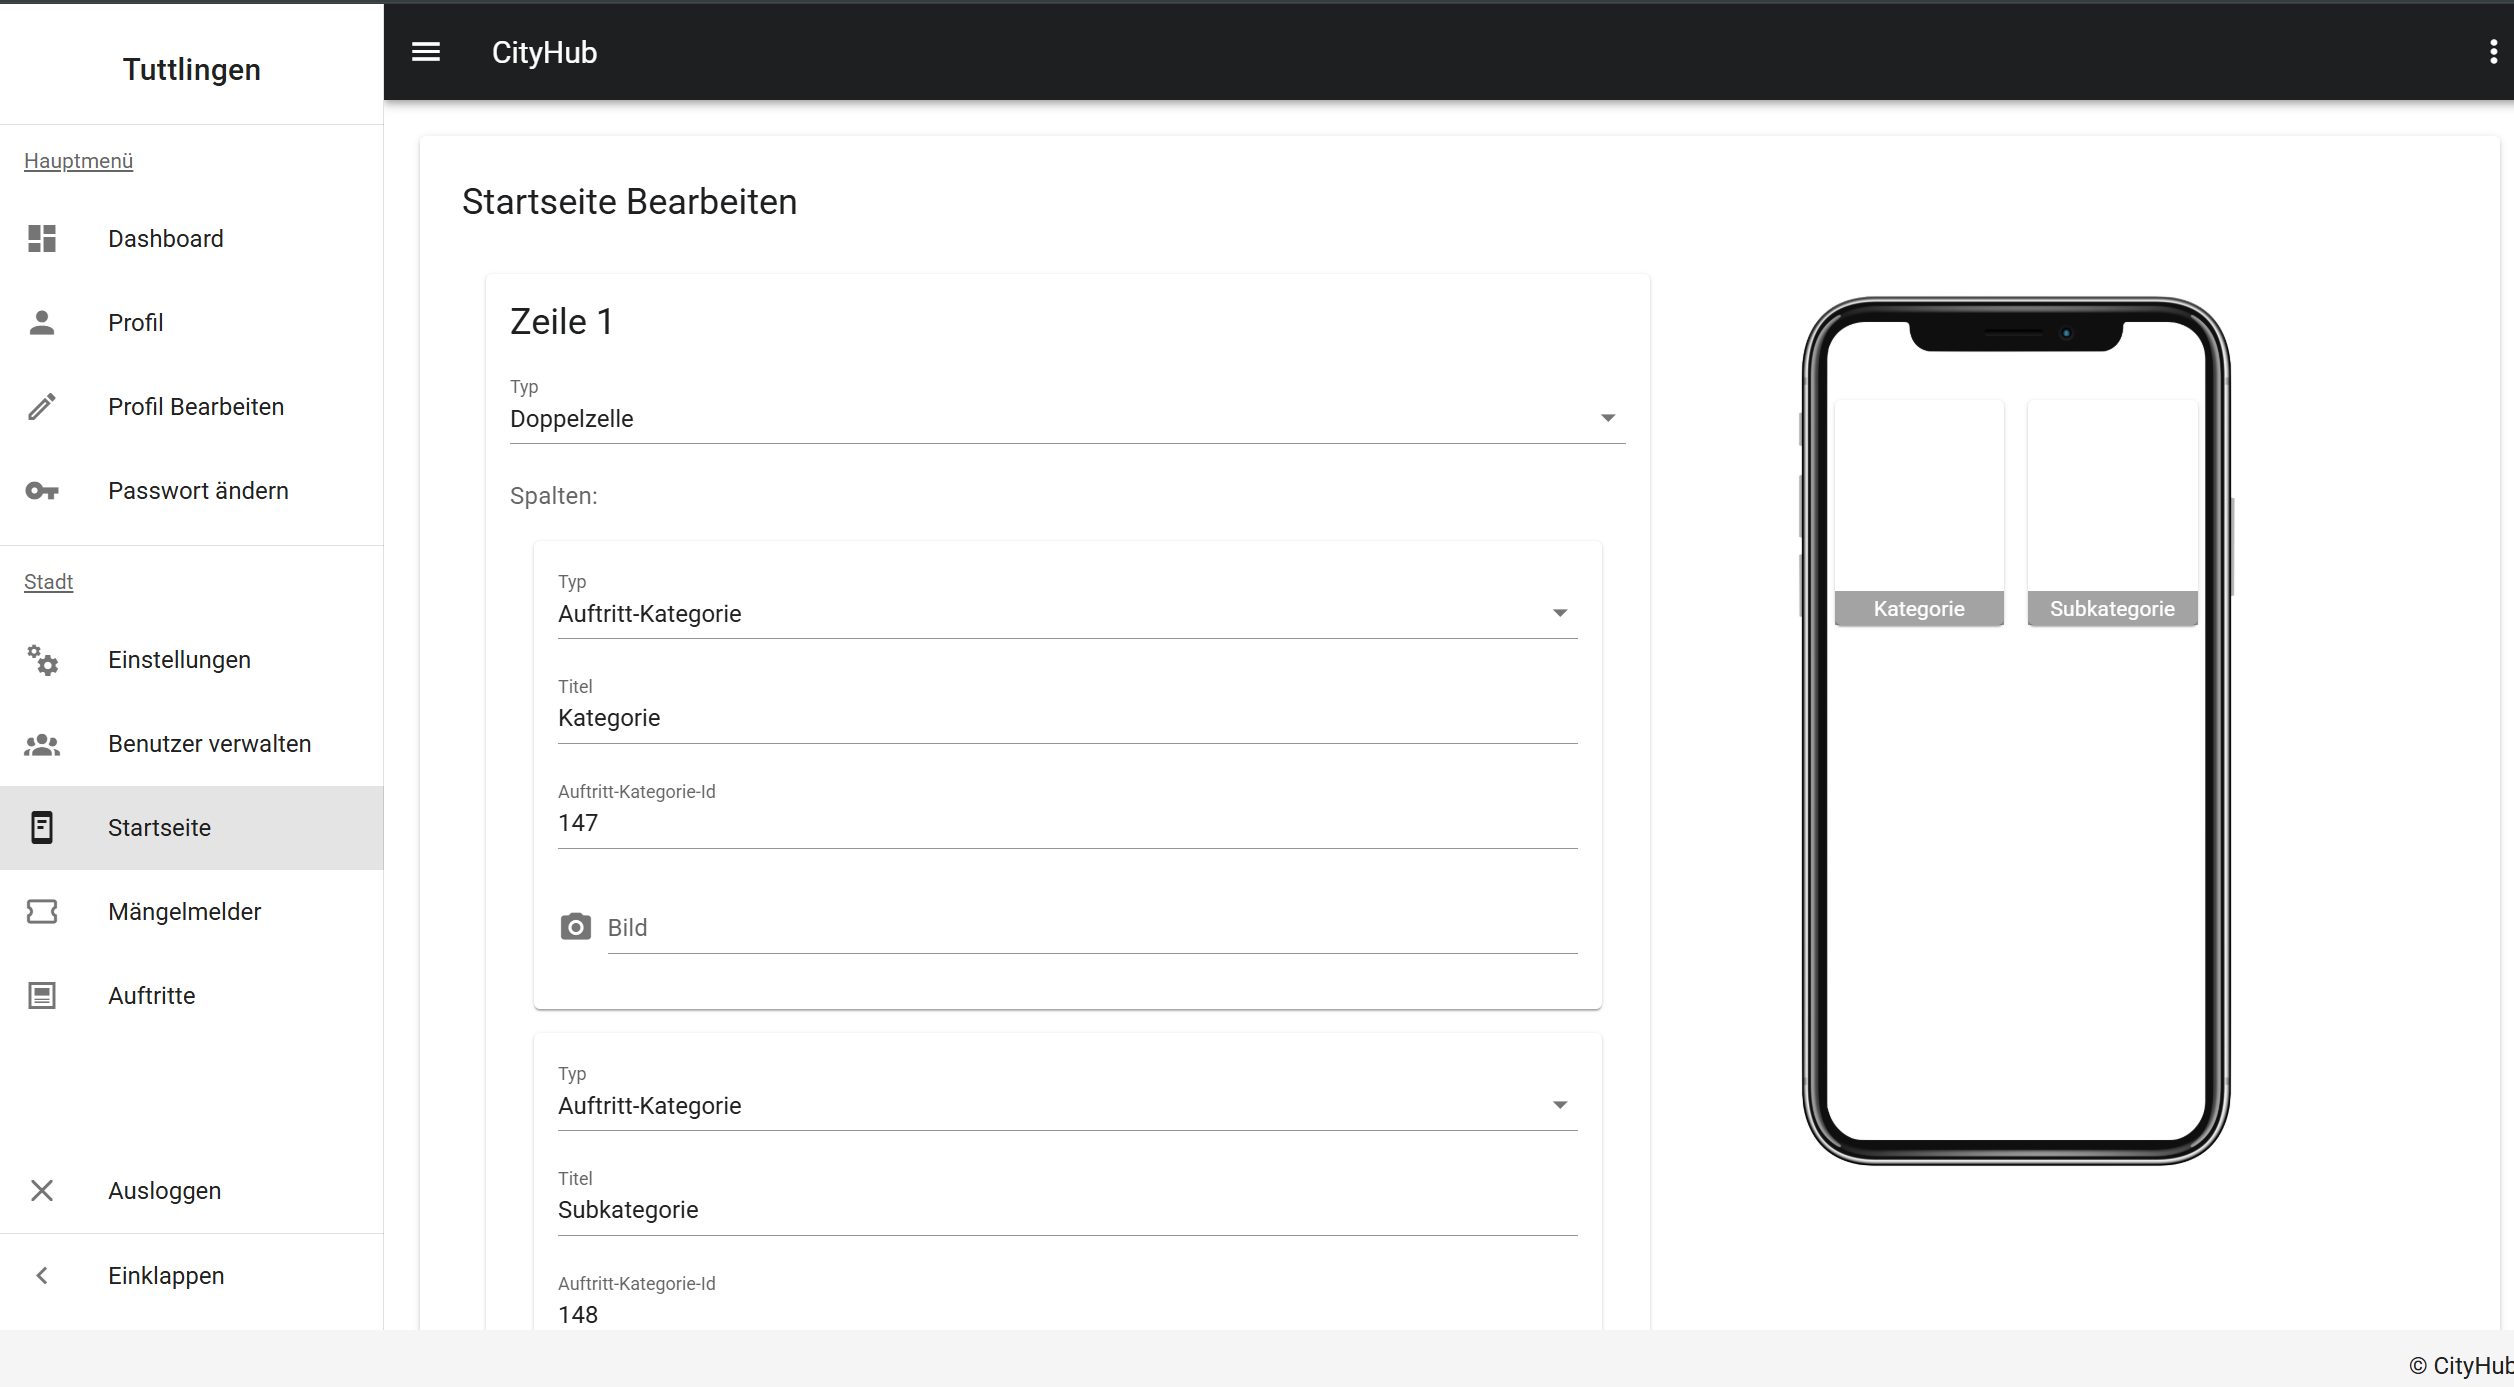 Tuttlingen
CityHub
Hauptmenü
Dashboard
Profil
Profil Bearbeiten
Passwort ändern
Stadt
Einstellungen
Benutzer verwalten
Startseite
Mängelmelder
Auftritte
Ausloggen
Einklappen
Startseite Bearbeiten
Zeile 1
Typ
Doppelzelle
Spalten:
Typ
Auftritt-Kategorie
Titel
Kategorie
Auftritt-Kategorie-Id
147
Bild
Typ
Auftritt-Kategorie
Titel
Subkategorie
Auftritt-Kategorie-Id
148
Kategorie
Subkategorie
© CityHub